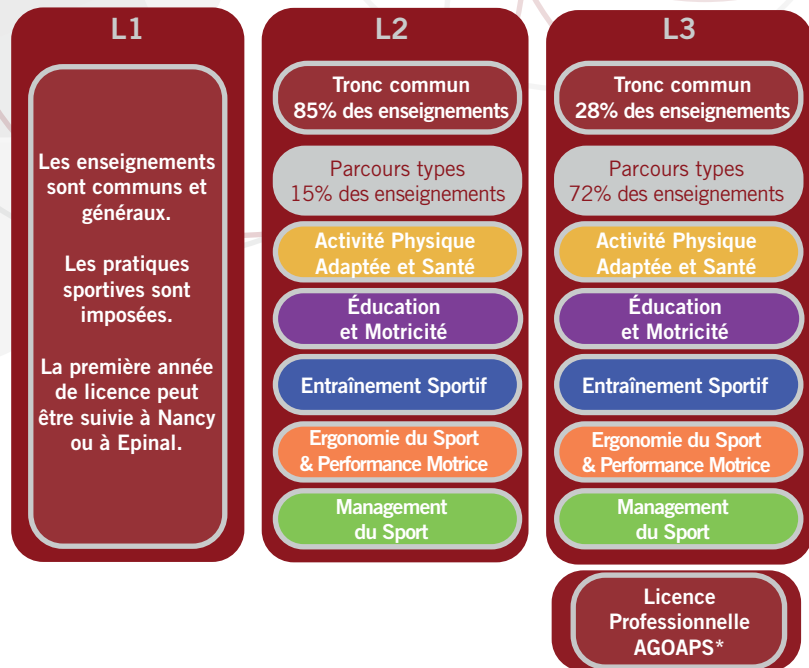 L1
Les enseignements
sont communs et
généraux.
Les pratiques
sportives sont
imposées.
La première année
de licence peut
être suivie à Nancy
ou à Epinal.
L2
Tronc commun
85% des enseignements
Parcours types
15% des enseignements
Activité Physique
Adaptée et Santé
Éducation
et Motricité
Entraînement Sportif
Ergonomie du Sport
& Performance Motrice
Management
du Sport
L3
Tronc commun
28% des enseignements
Parcours types
72% des enseignements
Activité Physique
Adaptée et Santé
Éducation
et Motricité
Entraînement Sportif
Ergonomie du Sport
& Performance Motrice
Management
du Sport
Licence
Professionnelle
AGOAPS*